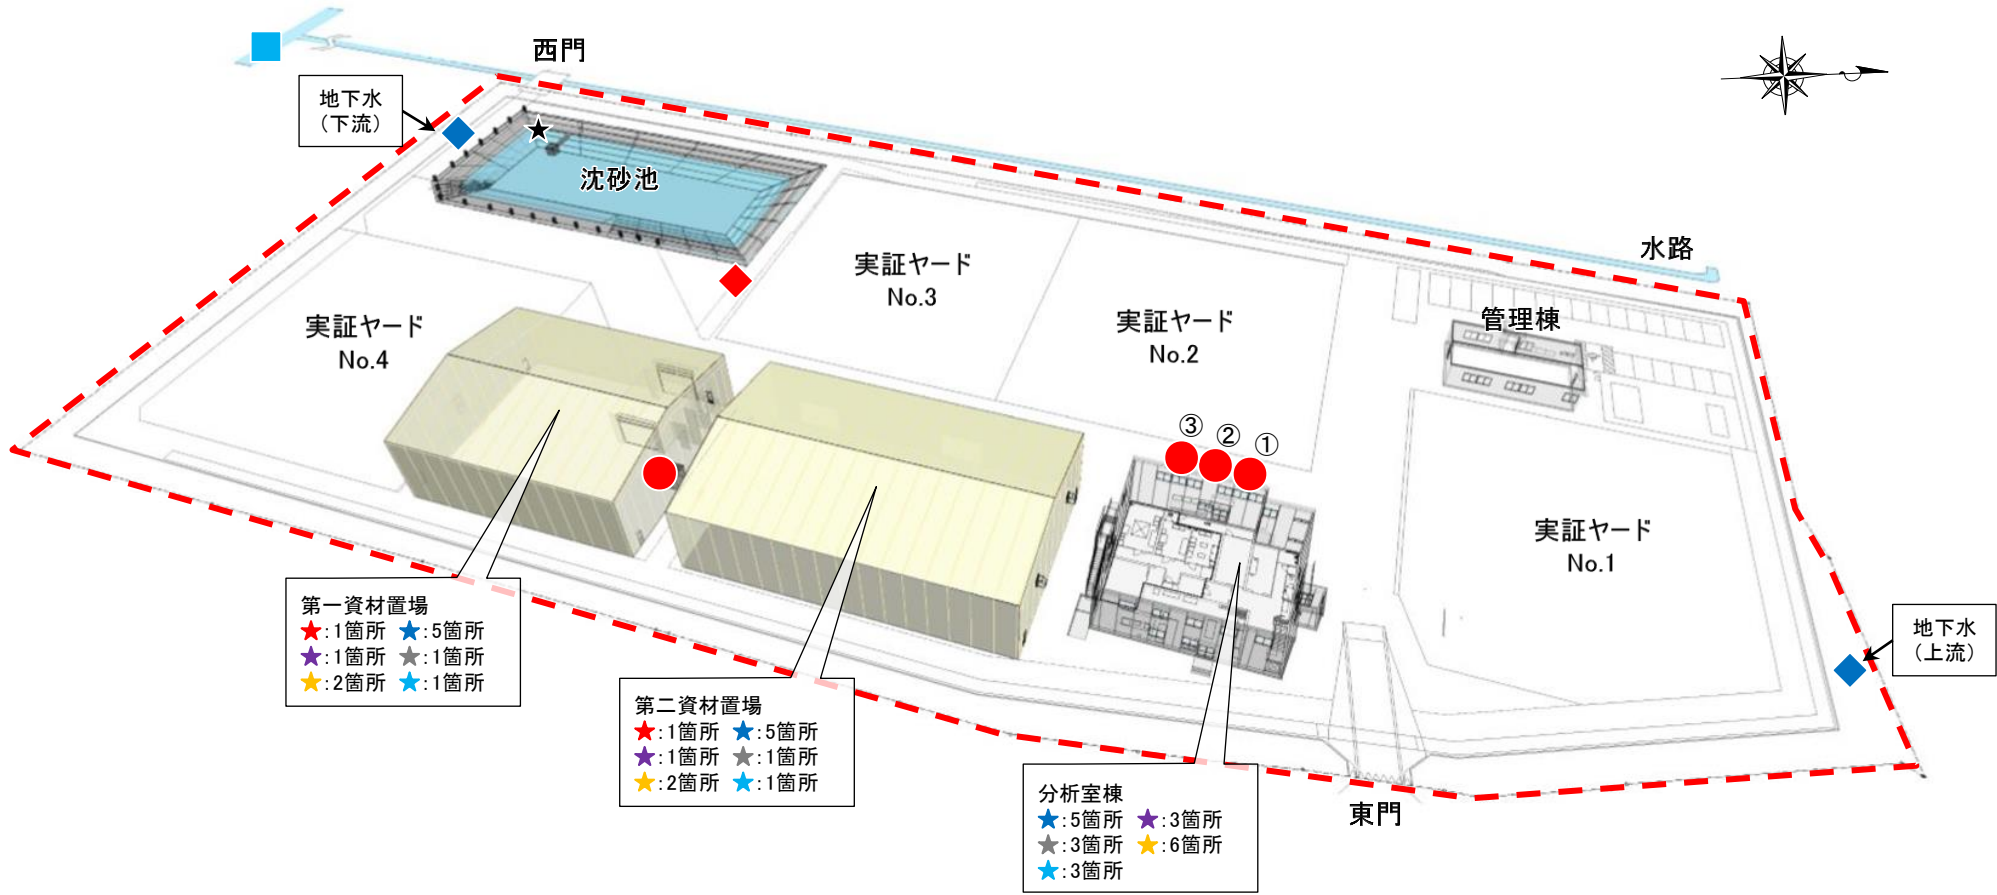 西門
地下水
（下流）
沈砂池
水路
実証ヤード
No.3
実証ヤード
No.2
管理棟
実証ヤード
No.4
③
②
①
実証ヤード
No.1
地下水
（上流）
第一資材置場
★:1箇所 ★:5箇所
★:1箇所 ★:1箇所
★:2箇所 ★:1箇所
第二資材置場
★:1箇所 ★:5箇所
★:1箇所 ★:1箇所
★:2箇所 ★:1箇所
分析室棟
★:5箇所 ★:3箇所
★:3箇所 ★:6箇所
★:3箇所
東門